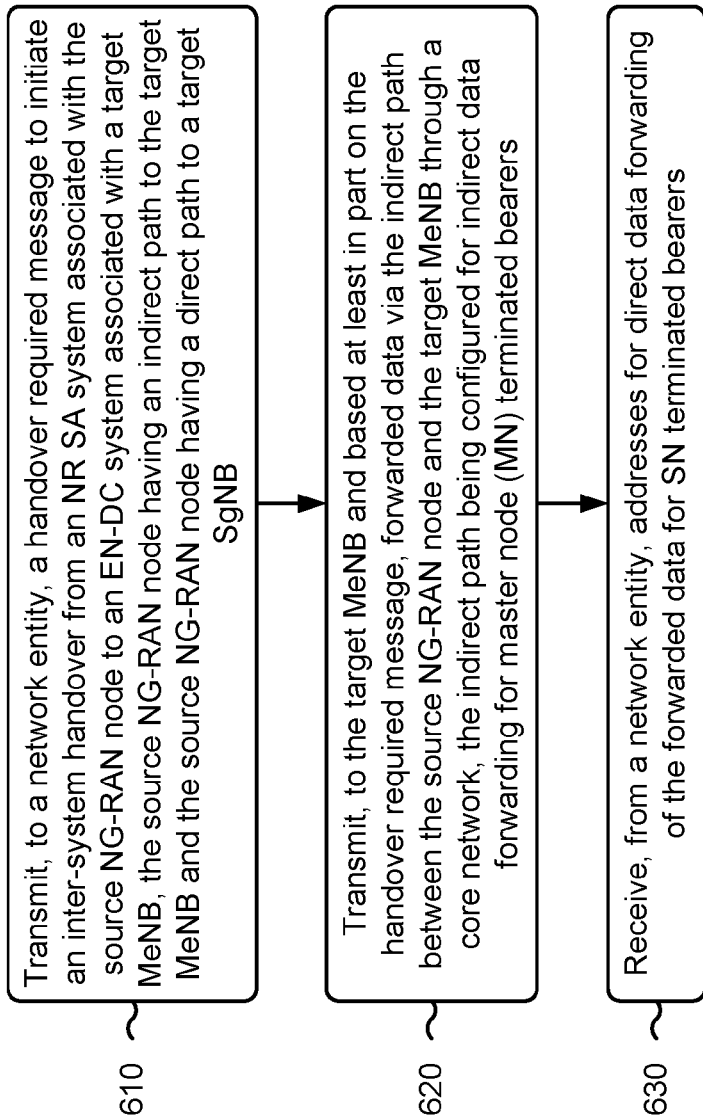 610
Transmit, to a network entity, a handover required message to initiate
an inter-system handover from an NR SA system associated with the
source NG-RAN node to an EN-DC system associated with a target
MeNB, the source NG-RAN node having an indirect path to the target
MeNB and the source NG-RAN node having a direct path to a target
SgNB
620
Transmit, to the target MeNB and based at least in part on the
handover required message, forwarded data via the indirect path
between the source NG-RAN node and the target MeNB through a
core network, the indirect path being configured for indirect data
forwarding for master node (MN) terminated bearers
630
Receive, from a network entity, addresses for direct data forwarding
of the forwarded data for SN terminated bearers